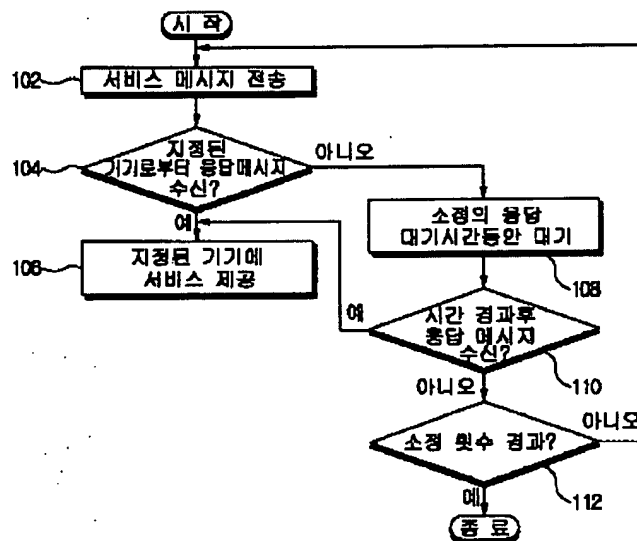 시 작
102
서비스 메시지 전송
104
지정된
기기로부터 응답메시지
수신?
아니오
예
106
지정된 기기에
서비스 제공
소정의 응답
대기시간동안 대기
108
시간 경과후
응답 메시지
수신?
예
110
아니오
소정 횟수 경과?
아니오
112
예
종 료